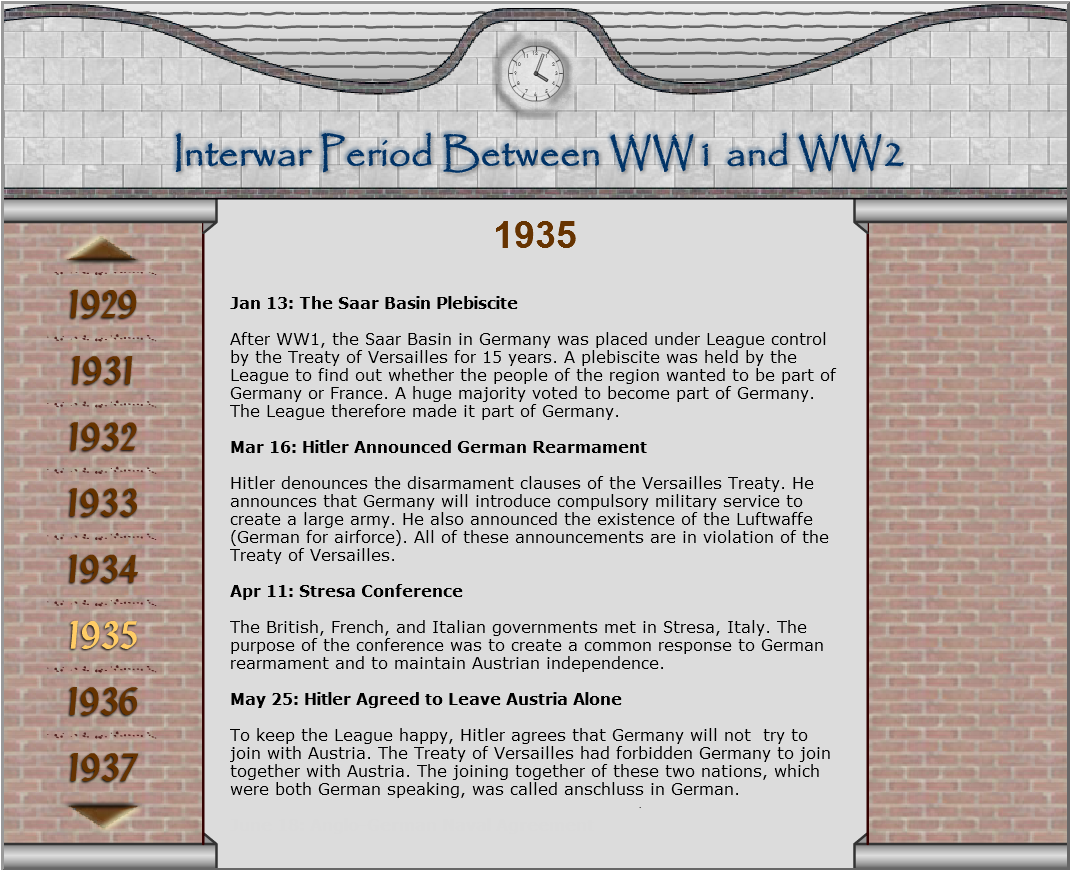 Interwar Period Between WW1 and WW2
1935
1929
1931
1932
1933
1934
1935
1936
1937
Jan 13: The Saar Basin Plebiscite
After WW1, the Saar Basin in Germany was placed under League control
by the Treaty of Versailles for 15 years. A plebiscite was held by the
League to find out whether the people of the region wanted to be part of
Germany or France. A huge majority voted to become part of Germany.
The League therefore made it part of Germany.
Mar 16: Hitler Announced German Rearmament
Hitler denounces the disarmament clauses of the Versailles Treaty. He
announces that Germany will introduce compulsory military service to
create a large army. He also announced the existence of the Luftwaffe
(German for airforce). All of these announcements are in violation of the
Treaty of Versailles.
Apr 11: Stresa Conference
The British, French, and Italian governments met in Stresa, Italy. The
purpose of the conference was to create a common response to German
rearmament and to maintain Austrian independence.
May 25: Hitler Agreed to Leave Austria Alone
To keep the League happy, Hitler agrees that Germany will not  try to
join with Austria. The Treaty of Versailles had forbidden Germany to join
together with Austria. The joining together of these two nations, which
were both German speaking, was called anschluss in German.